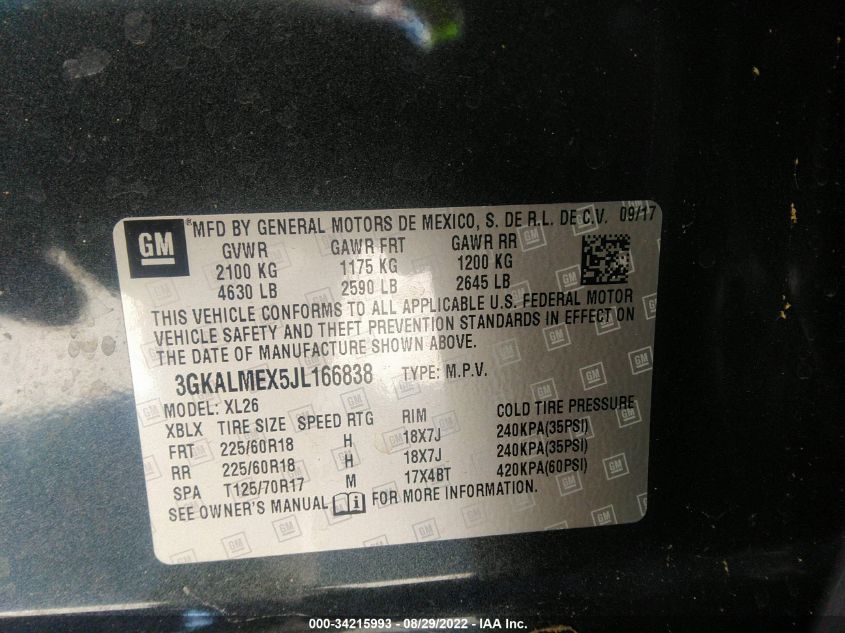 GM ® MFD BY GENERAL MOTORS DE MEXICO, S. DE R.L. DE C.V. 09/17
GVWR GAWR FRT GAWR RR
2100 KG 1175 KG 1200 KG
4630 LB 2590 LB 2645 LB
THIS VEHICLE CONFORMS TO ALL APPLICABLE U.S. FEDERAL MOTOR
VEHICLE SAFETY AND THEFT PREVENTION STANDARDS IN EFFECT ON
THE DATE OF MANUFACTURE SHOWN ABOVE.
3GKALMEX5JL166838 TYPE: M.P.V.
MODEL: XL26
XBLX TIRE SIZE SPEED RTG RIM COLD TIRE PRESSURE
FRT 225/60R18 H 18X7J 240KPA(35PSI)
RR 225/60R18 H 18X7J 240KPA(35PSI)
SPA T125/70R17 M 17X4BT 420KPA(60PSI)
SEE OWNER'S MANUAL i FOR MORE INFORMATION.
000-34215993 - 08/29/2022 - IAA Inc.